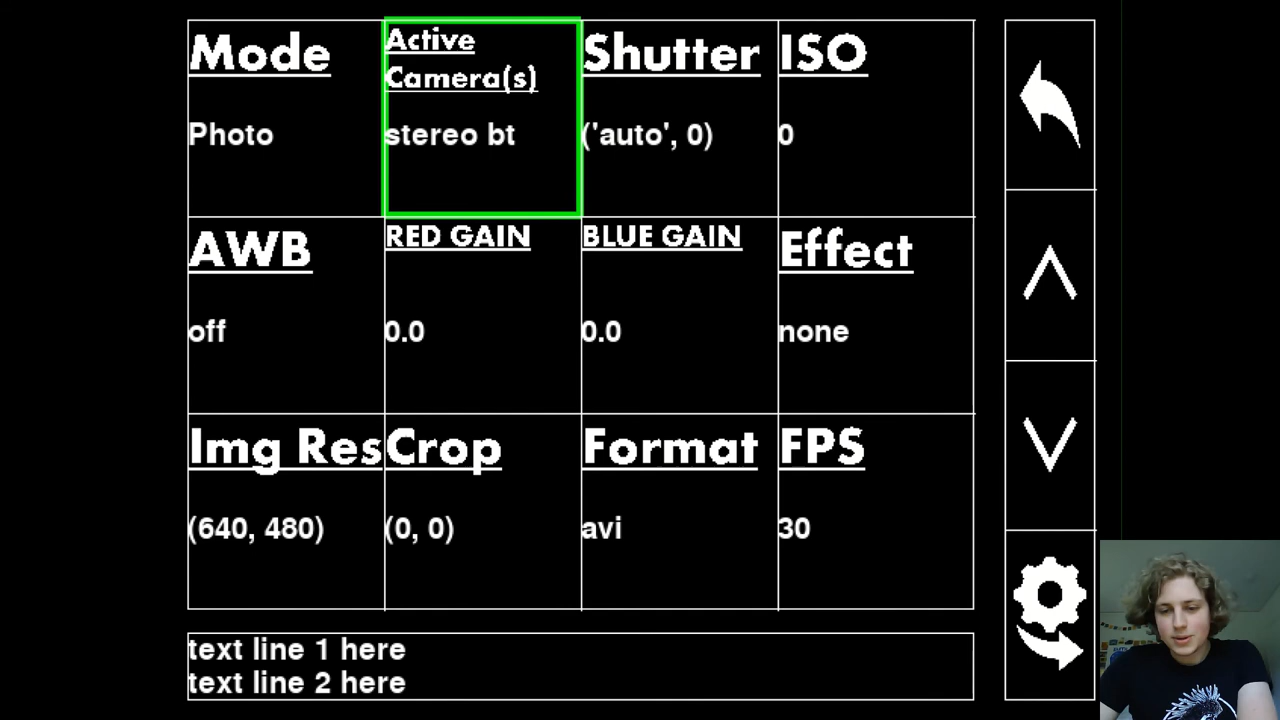 Mode
Active
Camera(s)
Shutter
ISO
Photo
stereo bt
('auto', 0)
0
AWB
RED GAIN
BLUE GAIN
Effect
off
0.0
0.0
none
Img Res
Crop
Format
FPS
(640, 480)
(0, 0)
avi
30
text line 1 here
text line 2 here